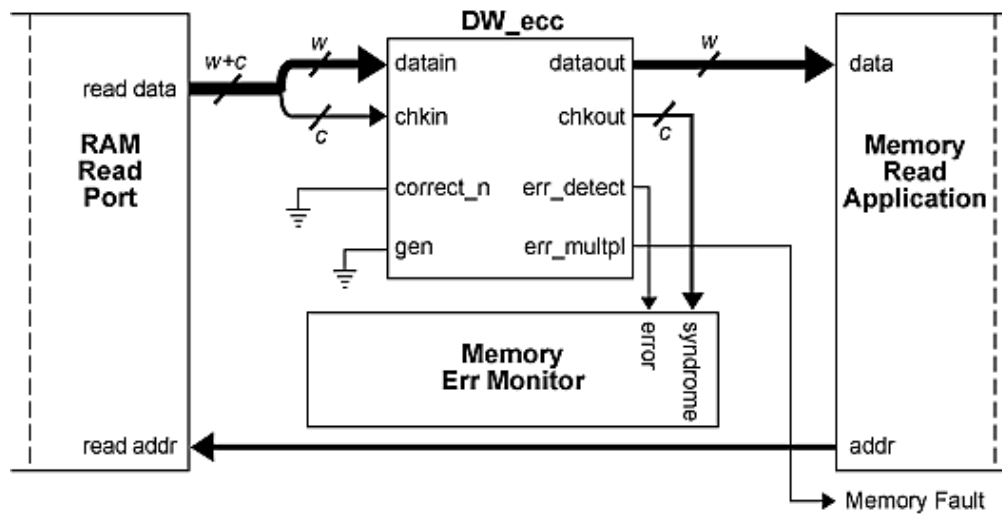 DW_ecc
w+c
w
w
datain
dataout
data
read data
chkin
chkout
c
c
RAM
Read
Port
Memory
Read
Application
correct_n
err_detect
gen
err_multpl
Memory
Err Monitor
error
syndrome
read addr
addr
Memory Fault